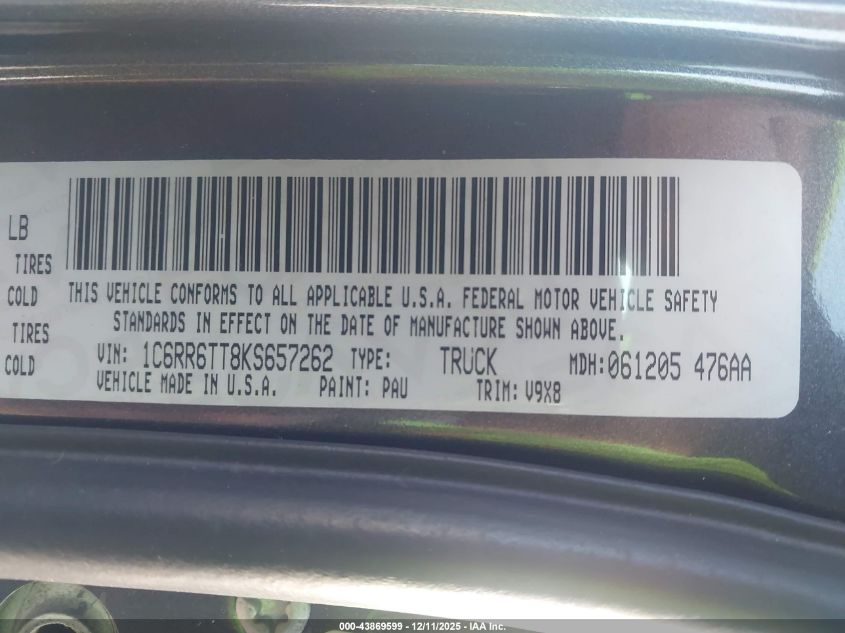 LB
TIRES
COLD
TIRES
COLD
THIS VEHICLE CONFORMS TO ALL APPLICABLE U.S.A. FEDERAL MOTOR VEHICLE SAFETY
STANDARDS IN EFFECT ON THE DATE OF MANUFACTURE SHOWN ABOVE.
VIN: 1C6RR6TT8KS657262 TYPE: TRUCK MDH: 061205 476AA
VEHICLE MADE IN U.S.A. PAINT: PAU TRIM: V9X8
000-43869599 - 12/11/2025 - IAA Inc.